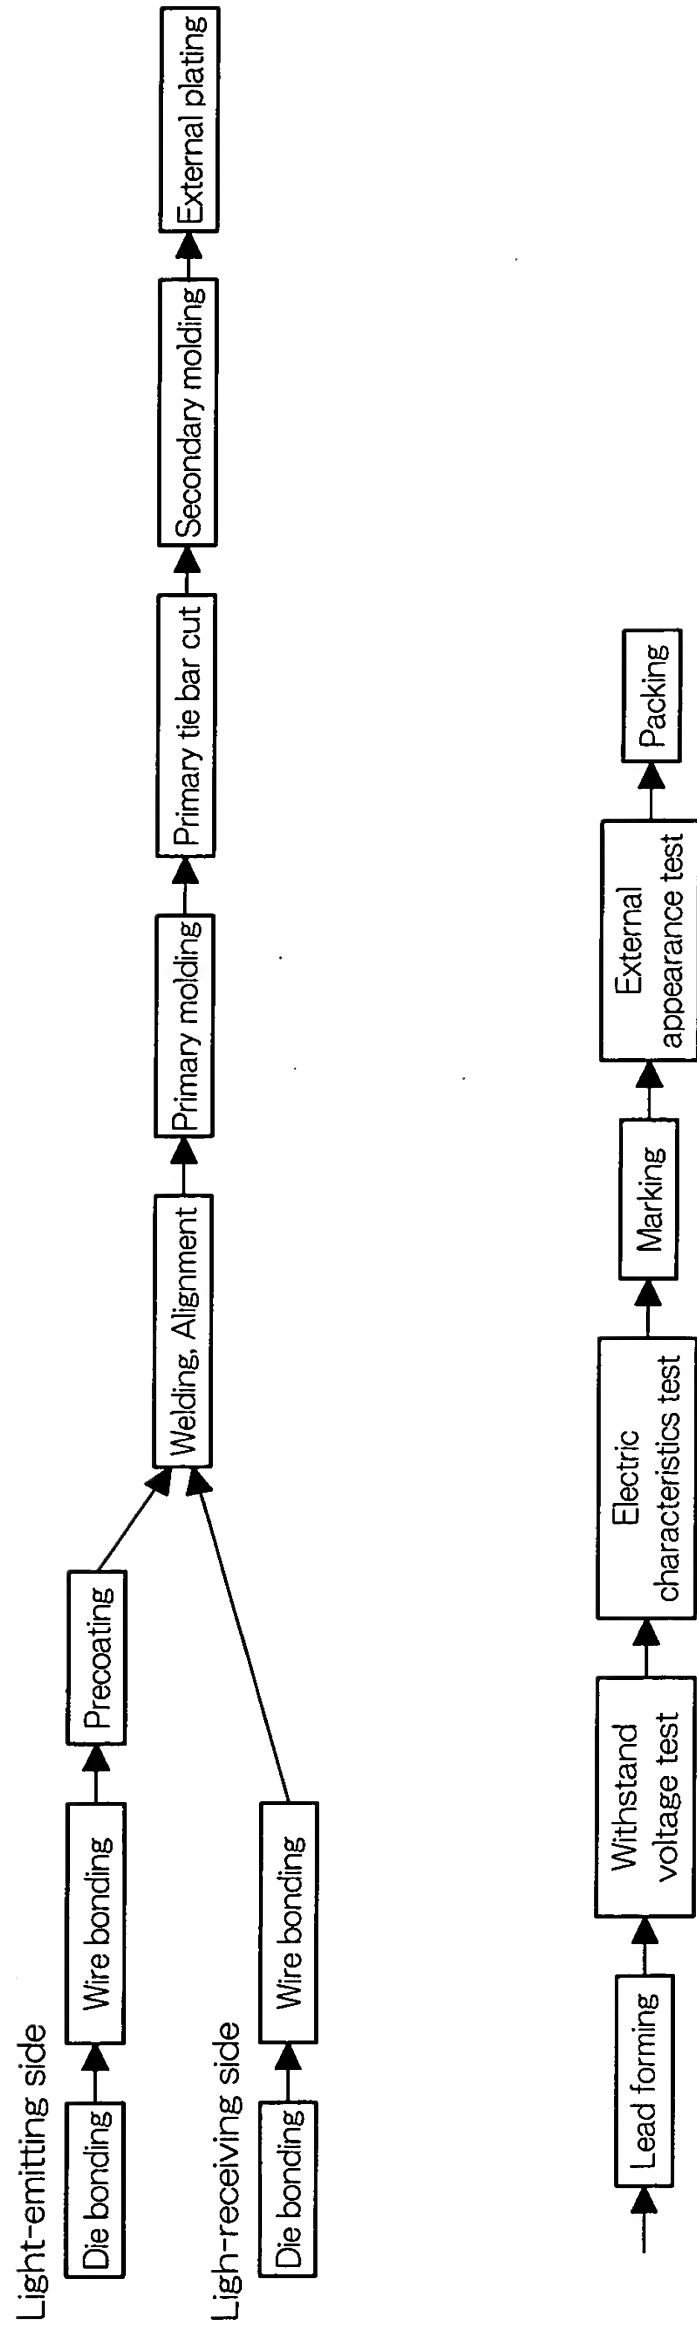 Light-emitting side
Die bonding
Wire bonding
Precoating
Ligh-receiving side
Die bonding
Wire bonding
Welding, Alignment
Primary molding
Primary tie bar cut
Secondary molding
External plating
Lead forming
Withstand
voltage test
Electric
characteristics test
Marking
External
appearance test
Packing